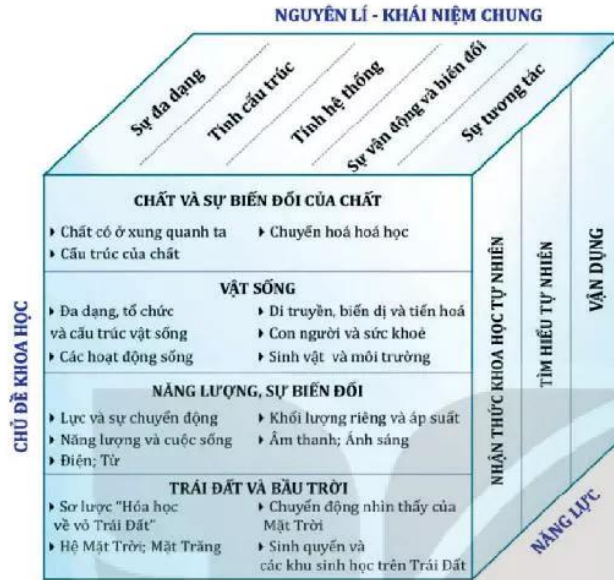 NGUYÊN LÍ - KHÁI NIỆM CHUNG
Sự đa dạng
Tính cấu trúc
Tính hệ thống
Sự vận động và biến đổi
Sự tương tác
CHỦ ĐỀ KHOA HỌC
CHẤT VÀ SỰ BIẾN ĐỔI CỦA CHẤT
Chất có ở xung quanh ta
Cấu trúc của chất
Chuyển hoá hoá học
VẬT SỐNG
Đa dạng, tổ chức
và cấu trúc vật sống
Các hoạt động sống
Di truyền, biến dị và tiến hoá
Con người và sức khoẻ
Sinh vật và môi trường
NĂNG LƯỢNG, SỰ BIẾN ĐỔI
Lực và sự chuyển động
Năng lượng và cuộc sống
Điện; Từ
Khối lượng riêng và áp suất
Âm thanh; Ánh sáng
TRÁI ĐẤT VÀ BẦU TRỜI
Sơ lược "Hóa học
về vỏ Trái Đất"
Hệ Mặt Trời; Mặt Trăng
Chuyển động nhìn thấy của
Mặt Trời
Sinh quyển và
các khu sinh học trên Trái Đất
NHẬN THỨC KHOA HỌC TỰ NHIÊN
TÌM HIỂU TỰ NHIÊN
VẬN DỤNG
NĂNG LỰC